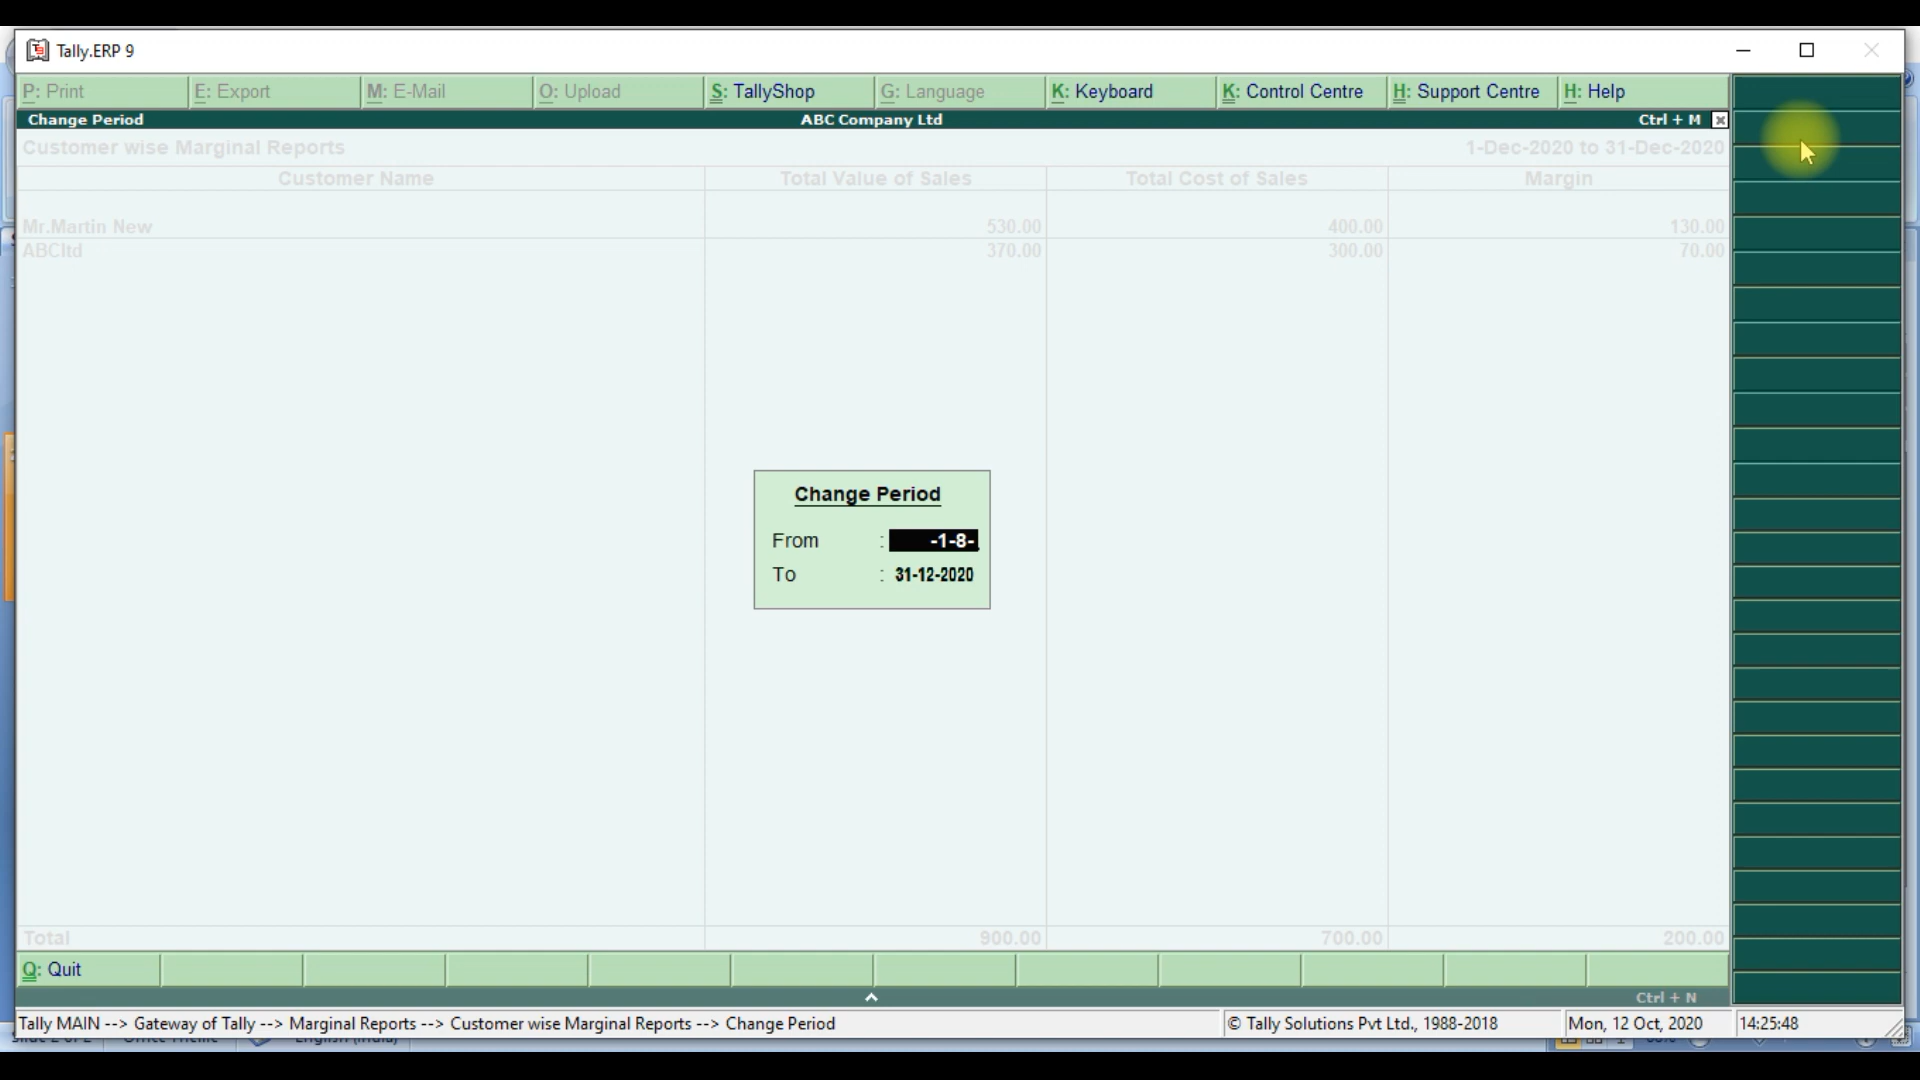 Tally.ERP 9
P: Print E: Export M: E-Mail O: Upload S: TallyShop G: Language K: Keyboard K: Control Centre H: Support Centre H: Help
Change Period ABC Company Ltd Ctrl + M
Customer wise Marginal Reports 1-Dec-2020 to 31-Dec-2020
Customer Name Total Value of Sales Total Cost of Sales Margin
Mr.Martin New 530.00 400.00 130.00
ABCltd 370.00 300.00 70.00
Change Period
From : -1-8-
To : 31-12-2020
Total 900.00 700.00 200.00
Q: Quit
Ctrl + N
Tally MAIN --> Gateway of Tally --> Marginal Reports --> Customer wise Marginal Reports --> Change Period © Tally Solutions Pvt Ltd., 1988-2018 Mon, 12 Oct, 2020 14:25:48